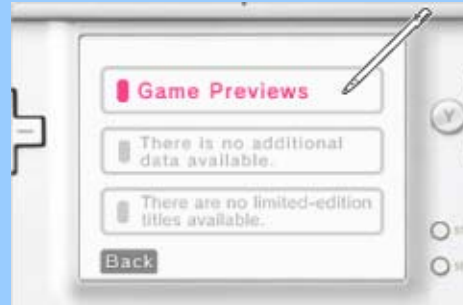 Game Previews
There is no additional
data available.
There are no limited-edition
titles available.
Back
Y